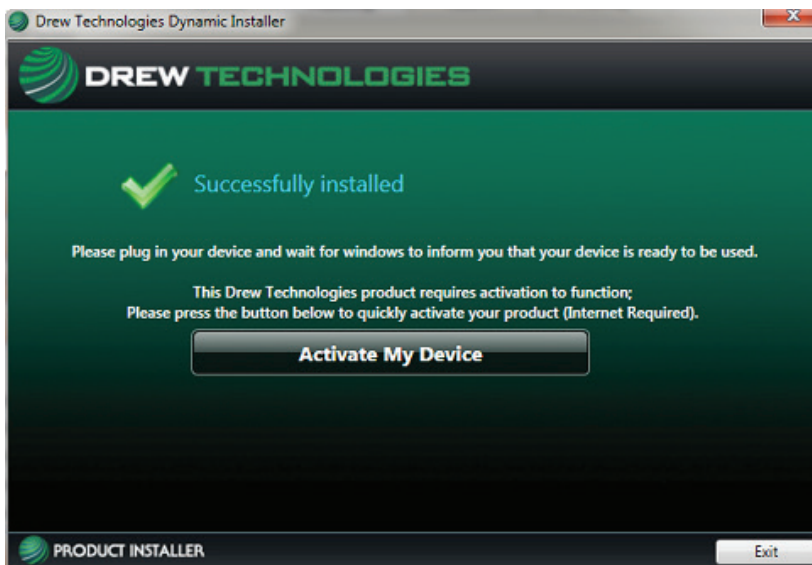 Drew Technologies Dynamic Installer
DREW TECHNOLOGIES
Successfully installed
Please plug in your device and wait for windows to inform you that your device is ready to be used.
This Drew Technologies product requires activation to function;
Please press the button below to quickly activate your product (Internet Required).
Activate My Device
PRODUCT INSTALLER
Exit